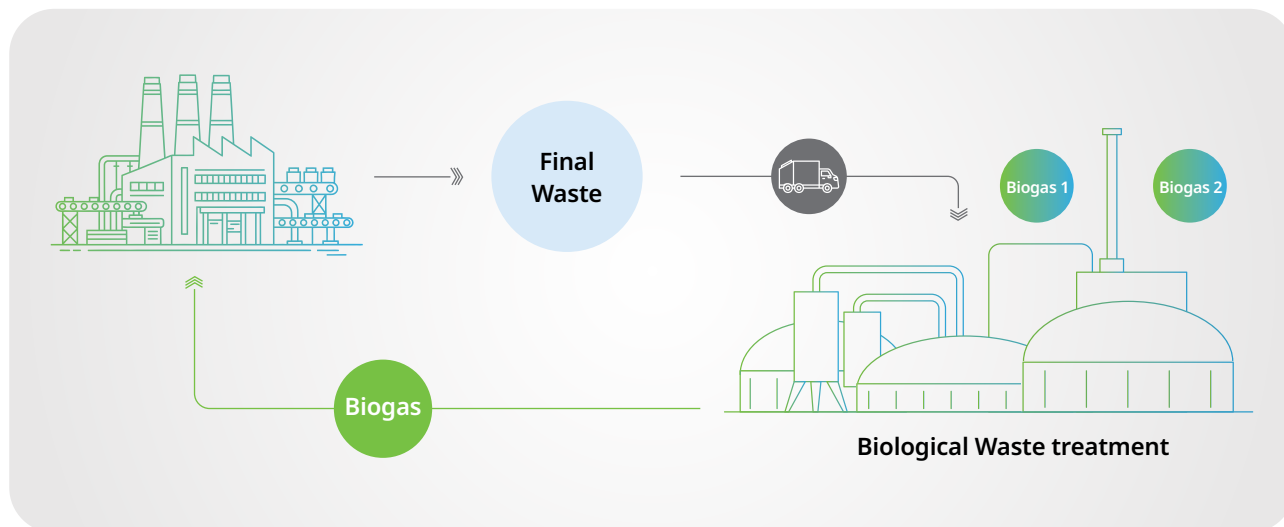 Final
Waste
Biogas 1
Biogas 2
Biogas
Biological Waste treatment